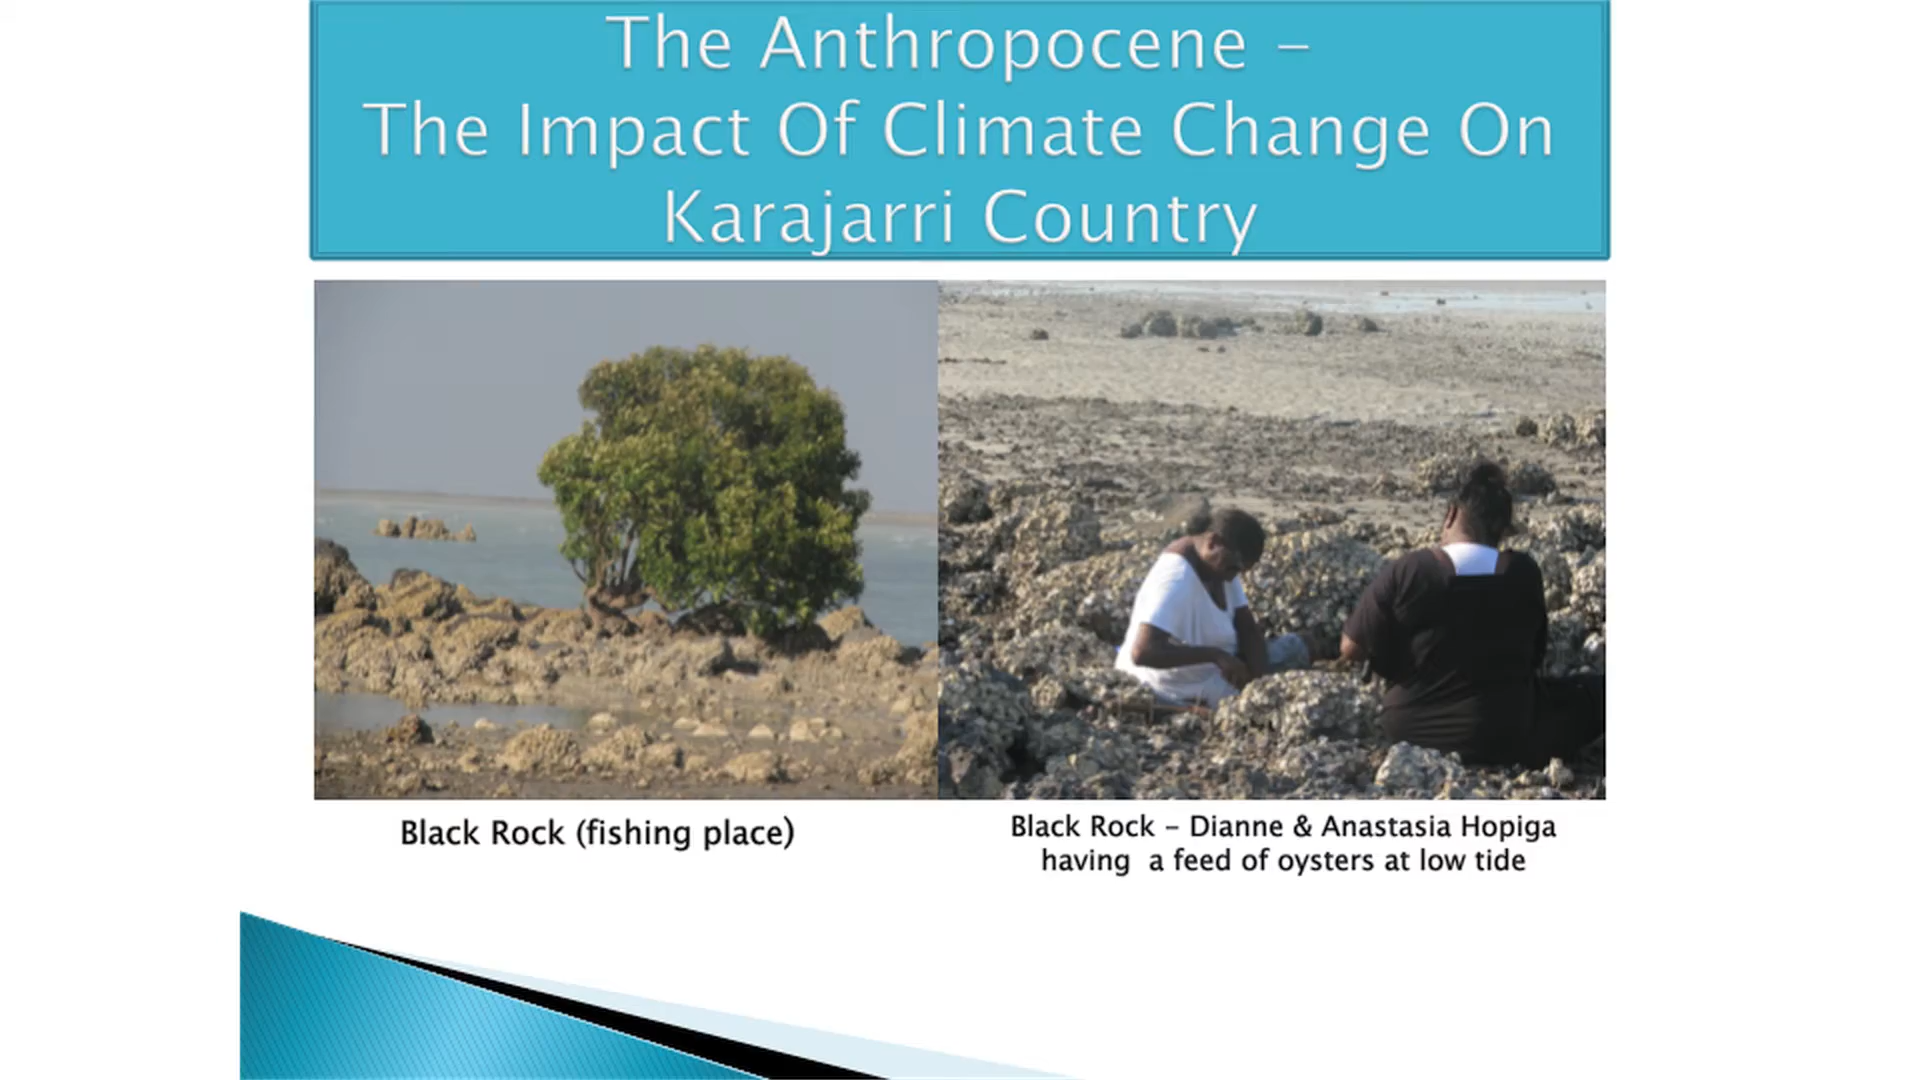 The Anthropocene –
The Impact Of Climate Change On
Karajarri Country
Black Rock (fishing place)
Black Rock – Dianne & Anastasia Hopiga
having  a feed of oysters at low tide